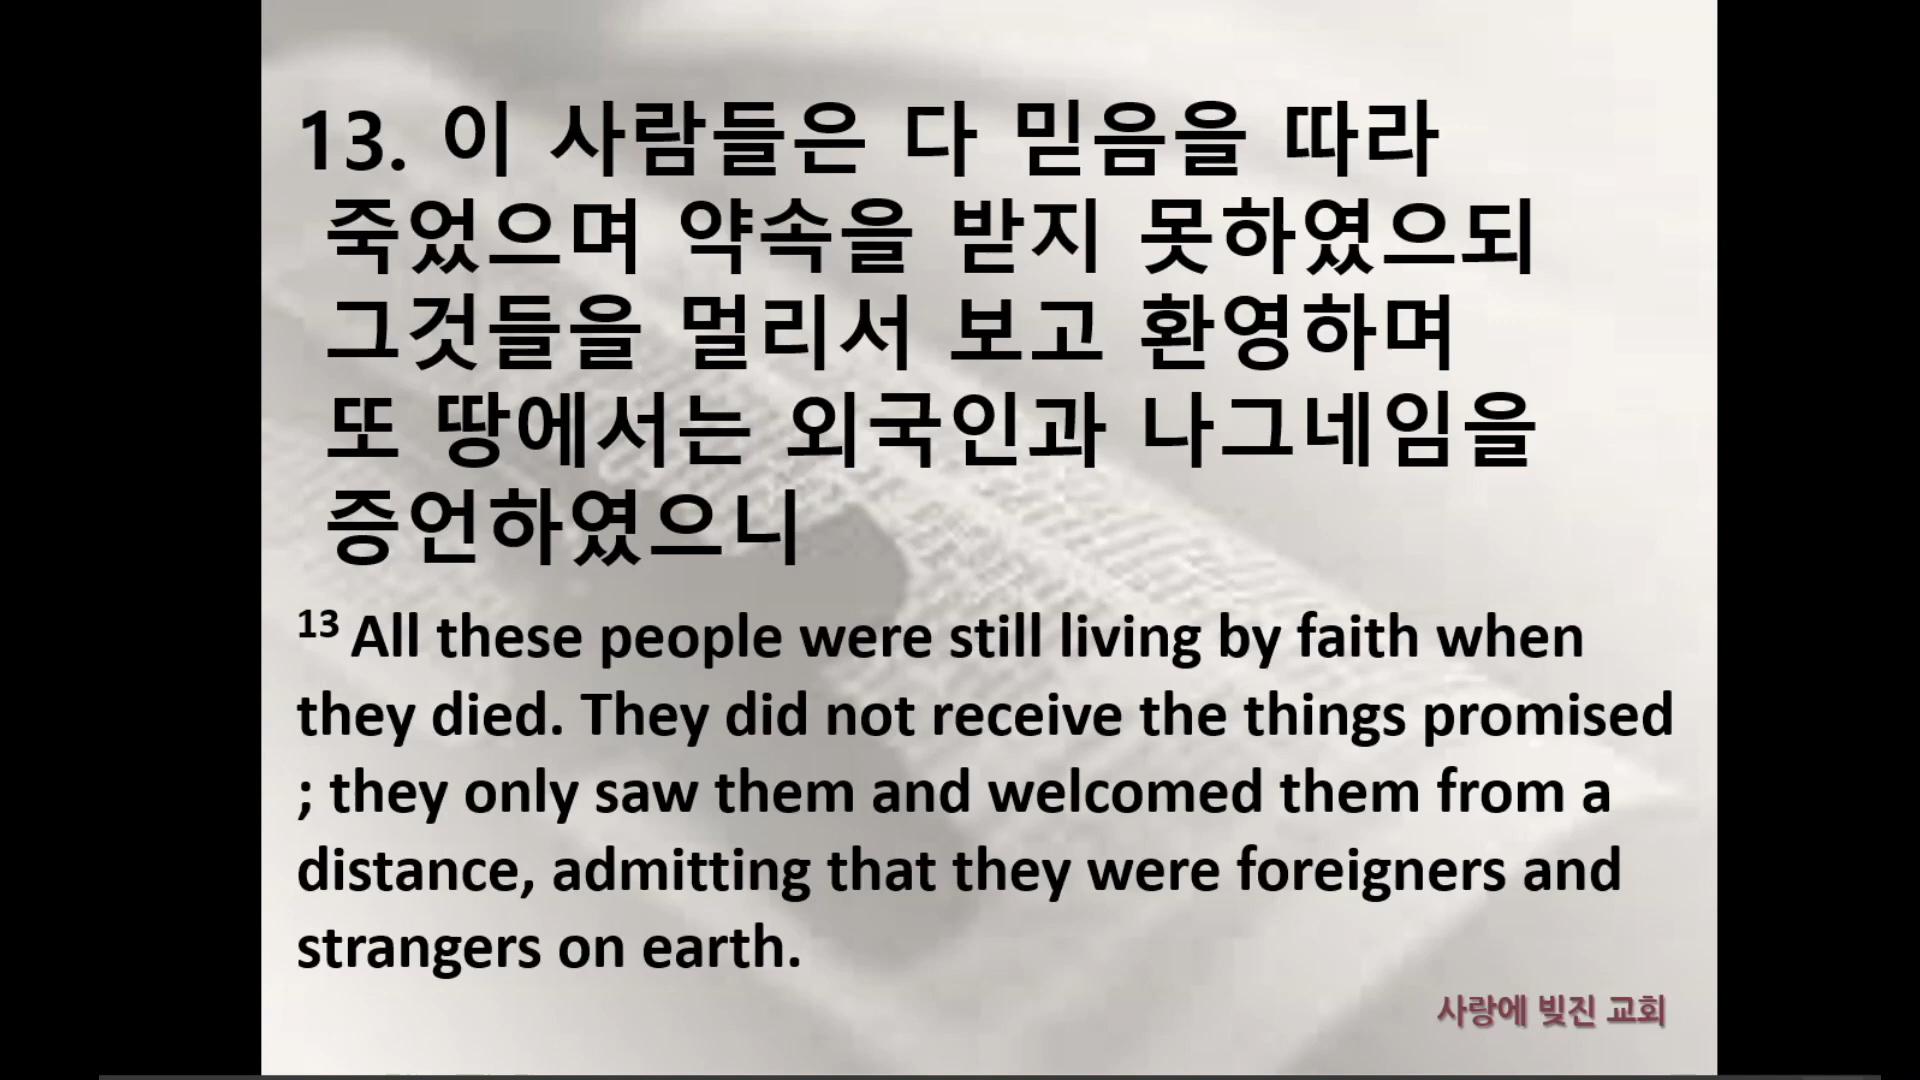 13. 이 사람들은 다 믿음을 따라
죽었으며 약속을 받지 못하였으되
그것들을 멀리서 보고 환영하며
또 땅에서는 외국인과 나그네임을
증언하였으니
13 All these people were still living by faith when
they died. They did not receive the things promised
; they only saw them and welcomed them from a
distance, admitting that they were foreigners and
strangers on earth.
사랑에 빚진 교회